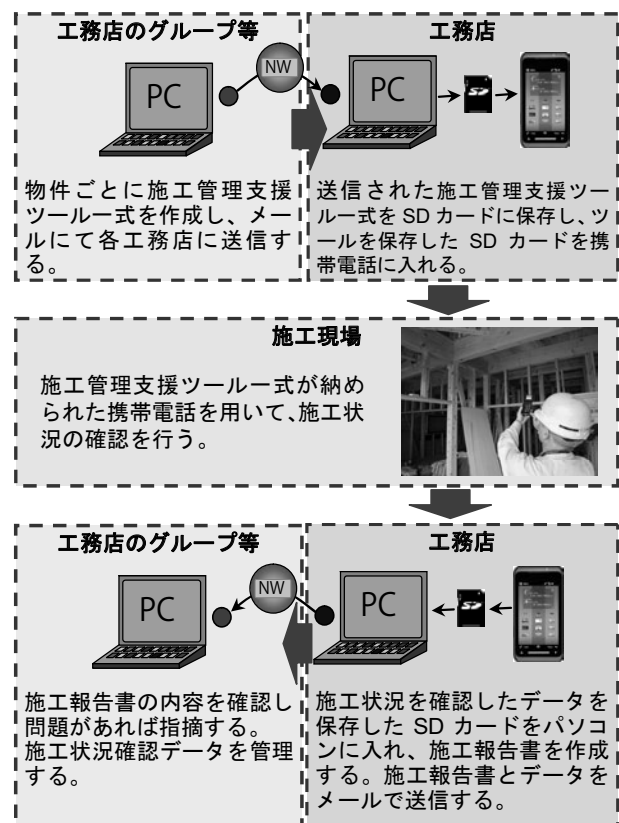 工務店のグループ等
NW
PC
物件ごとに施工管理支援
ツール一式を作成し、メー
ルにて各工務店に送信す
る。
工務店
PC
SD
送信された施工管理支援ツー
ル一式を SD カードに保存し、ツ
ールを保存した SD カードを携
帯電話に入れる。
施工現場
施工管理支援ツール一式が納め
られた携帯電話を用いて、施工状
況の確認を行う。
工務店のグループ等
NW
PC
施工報告書の内容を確認し
問題があれば指摘する。
施工状況確認データを管理
する。
工務店
PC
SD
施工状況を確認したデータを
保存した SD カードをパソコ
ンに入れ、施工報告書を作成
する。施工報告書とデータを
メールで送信する。